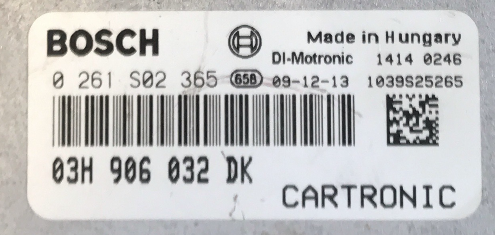 BOSCH Made in Hungary
DI-Motronic 1414 0246
0 261 S02 365 658 09-12-13 1039S25265
03H 906 032 DK
CARTRONIC